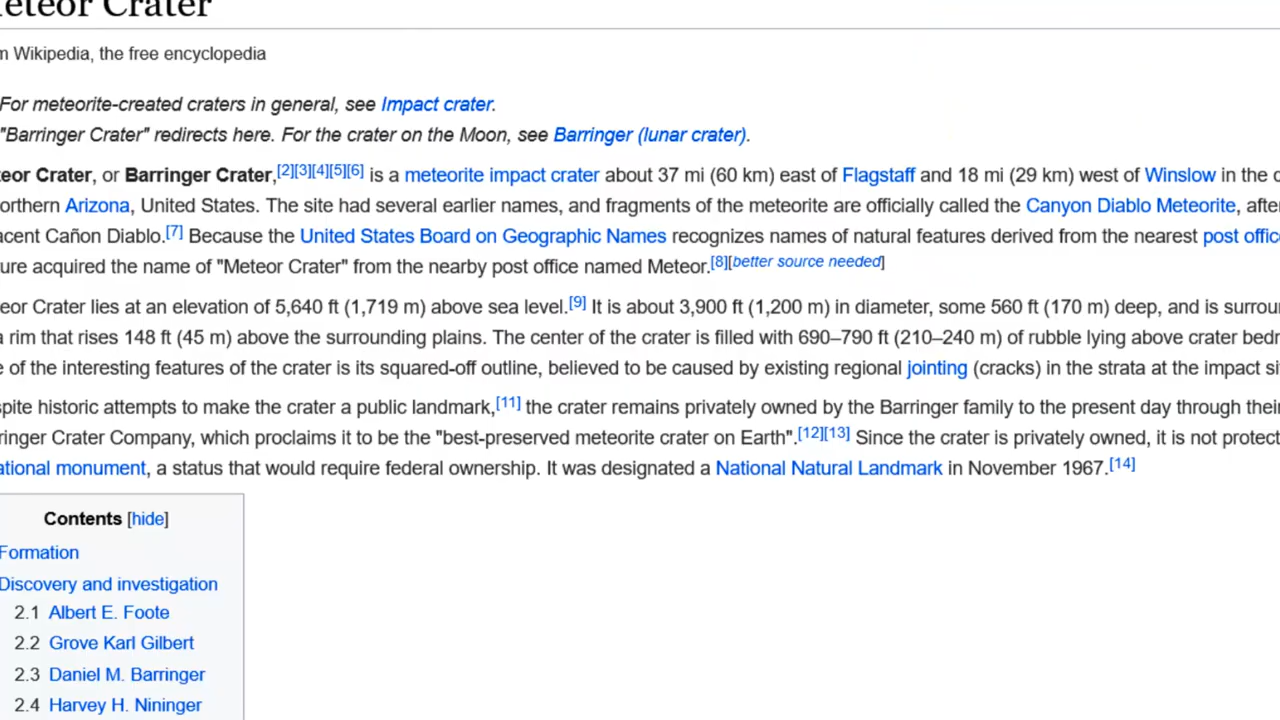 eteor Crater
m Wikipedia, the free encyclopedia
For meteorite-created craters in general, see Impact crater.
"Barringer Crater" redirects here. For the crater on the Moon, see Barringer (lunar crater).
eor Crater, or Barringer Crater,[2][3][4][5][6] is a meteorite impact crater about 37 mi (60 km) east of Flagstaff and 18 mi (29 km) west of Winslow in the d
orthern Arizona, United States. The site had several earlier names, and fragments of the meteorite are officially called the Canyon Diablo Meteorite, after
acent Cañon Diablo.[7] Because the United States Board on Geographic Names recognizes names of natural features derived from the nearest post offic
ure acquired the name of "Meteor Crater" from the nearby post office named Meteor.[8][better source needed]
eor Crater lies at an elevation of 5,640 ft (1,719 m) above sea level.[9] It is about 3,900 ft (1,200 m) in diameter, some 560 ft (170 m) deep, and is surrou
a rim that rises 148 ft (45 m) above the surrounding plains. The center of the crater is filled with 690–790 ft (210–240 m) of rubble lying above crater bedr
e of the interesting features of the crater is its squared-off outline, believed to be caused by existing regional jointing (cracks) in the strata at the impact si
spite historic attempts to make the crater a public landmark,[11] the crater remains privately owned by the Barringer family to the present day through their
ringer Crater Company, which proclaims it to be the "best-preserved meteorite crater on Earth".[12][13] Since the crater is privately owned, it is not protect
ational monument, a status that would require federal ownership. It was designated a National Natural Landmark in November 1967.[14]
Contents [hide]
Formation
Discovery and investigation
2.1 Albert E. Foote
2.2 Grove Karl Gilbert
2.3 Daniel M. Barringer
2.4 Harvey H. Nininger